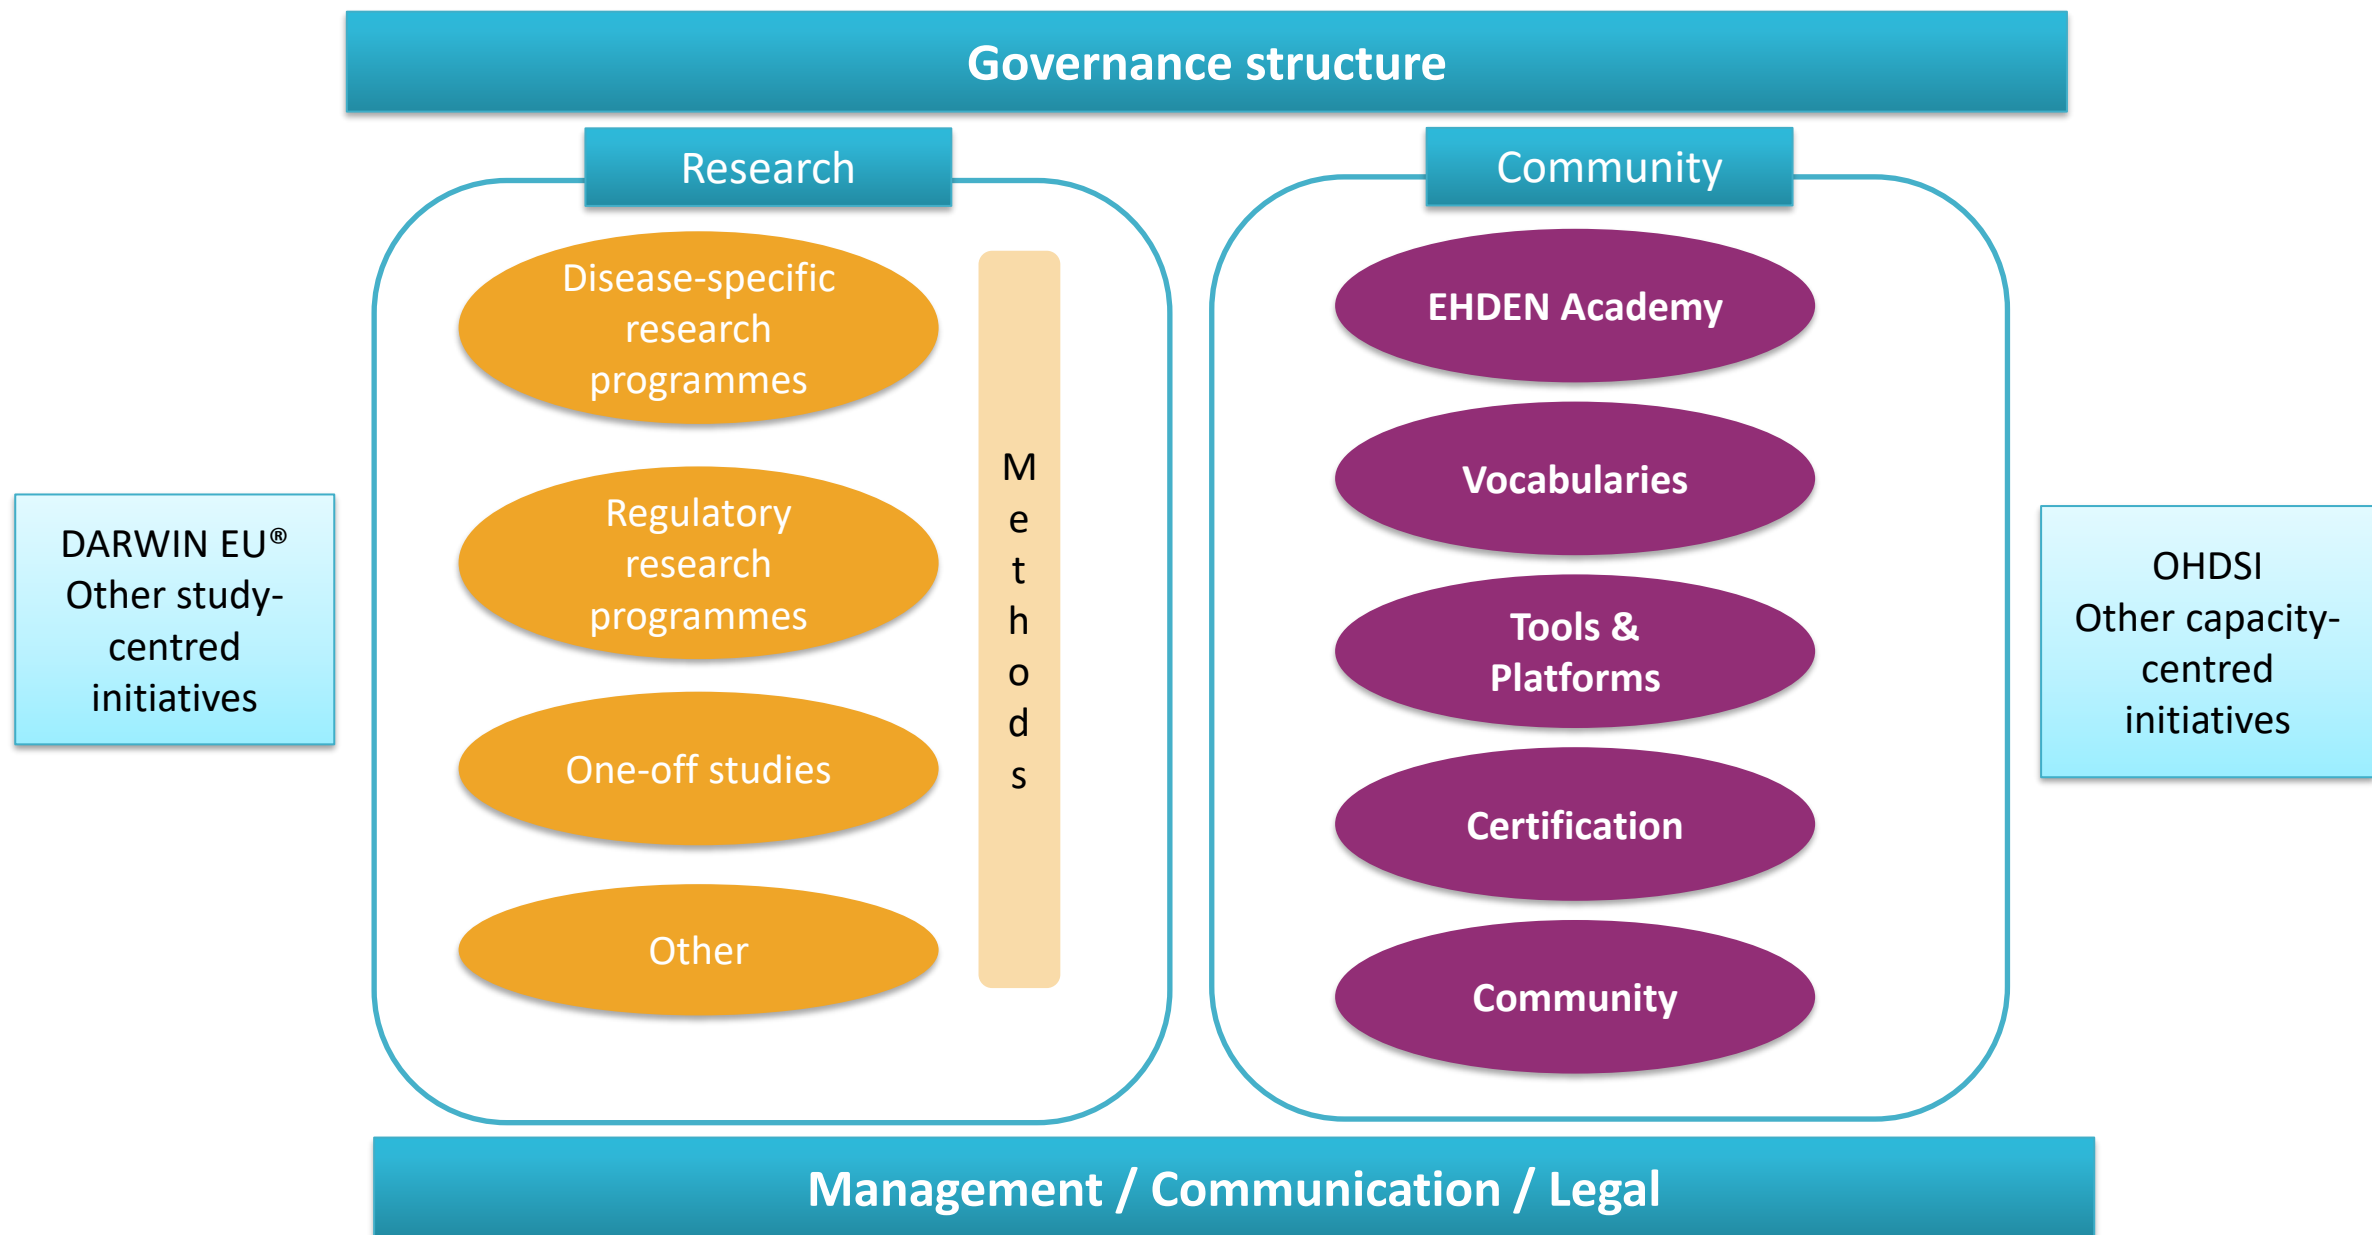 Governance structure
Research
Community
DARWIN EU®
Other study-
centred
initiatives
Disease-specific
research
programmes
Regulatory
research
programmes
One-off studies
Other
M
e
t
h
o
d
s
EHDEN Academy
Vocabularies
Tools &
Platforms
Certification
Community
OHDSI
Other capacity-
centred
initiatives
Management / Communication / Legal